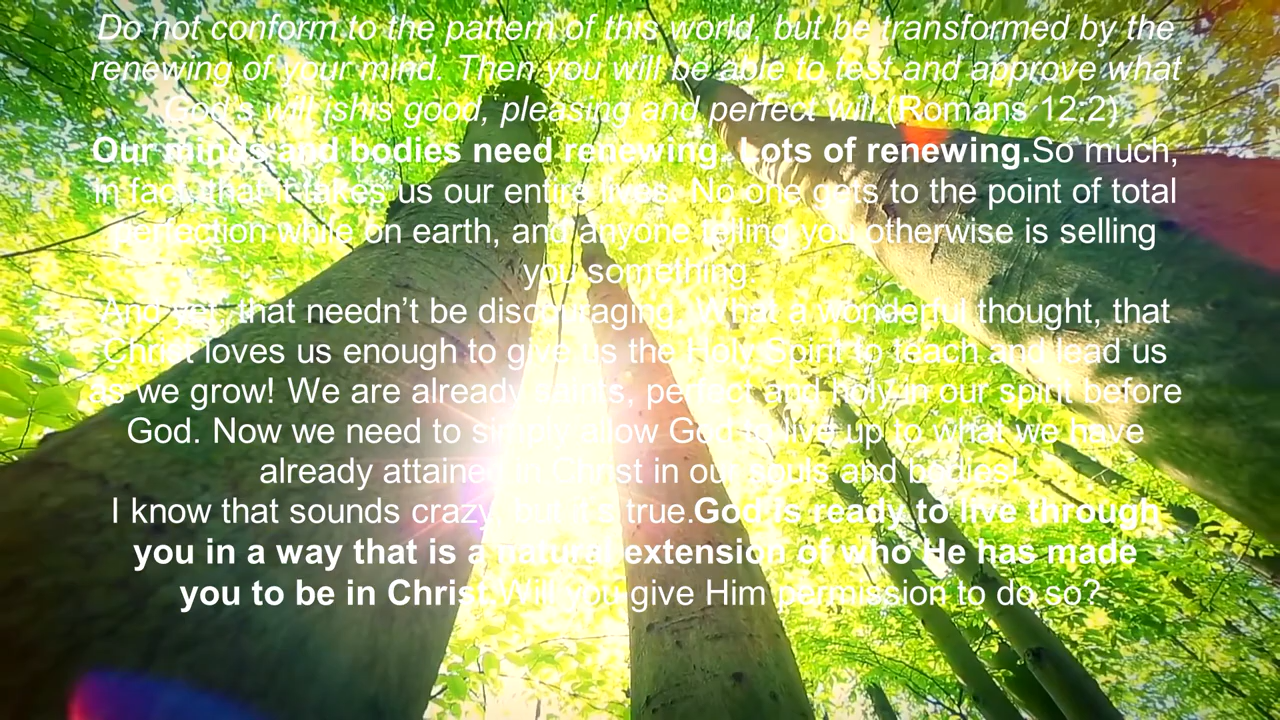 Do not conform to the pattern of this world, but be transformed by the
renewing of your mind. Then you will be able to test and approve what
God's will ishis good, pleasing and perfect will (Romans 12:2)
Our minds and bodies need renewing. Lots of renewing.So much,
in fact, that it takes us our entire lives. No one gets to the point of total
perfection while on earth, and anyone telling you otherwise is selling
you something.
And yet, that needn’t be discouraging. What a wonderful thought, that
Christ loves us enough to give us the Holy Spirit to teach and lead us
as we grow! We are already saints, perfect and holy in our spirit before
God. Now we need to simply allow God to live up to what we have
already attained in Christ in our souls and bodies!
I know that sounds crazy, but it’s true.God is ready to live through
you in a way that is a natural extension of who He has made
you to be in Christ.Will you give Him permission to do so?